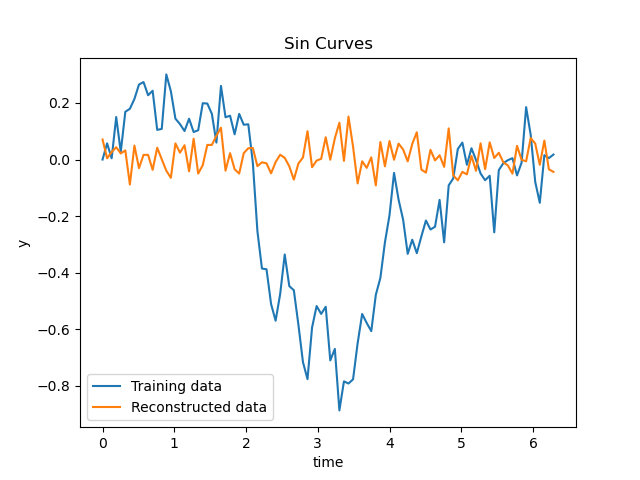 Sin Curves
y
0.2
0.0
−0.2
−0.4
−0.6
−0.8
Training data
Reconstructed data
0 1 2 3 4 5 6
time